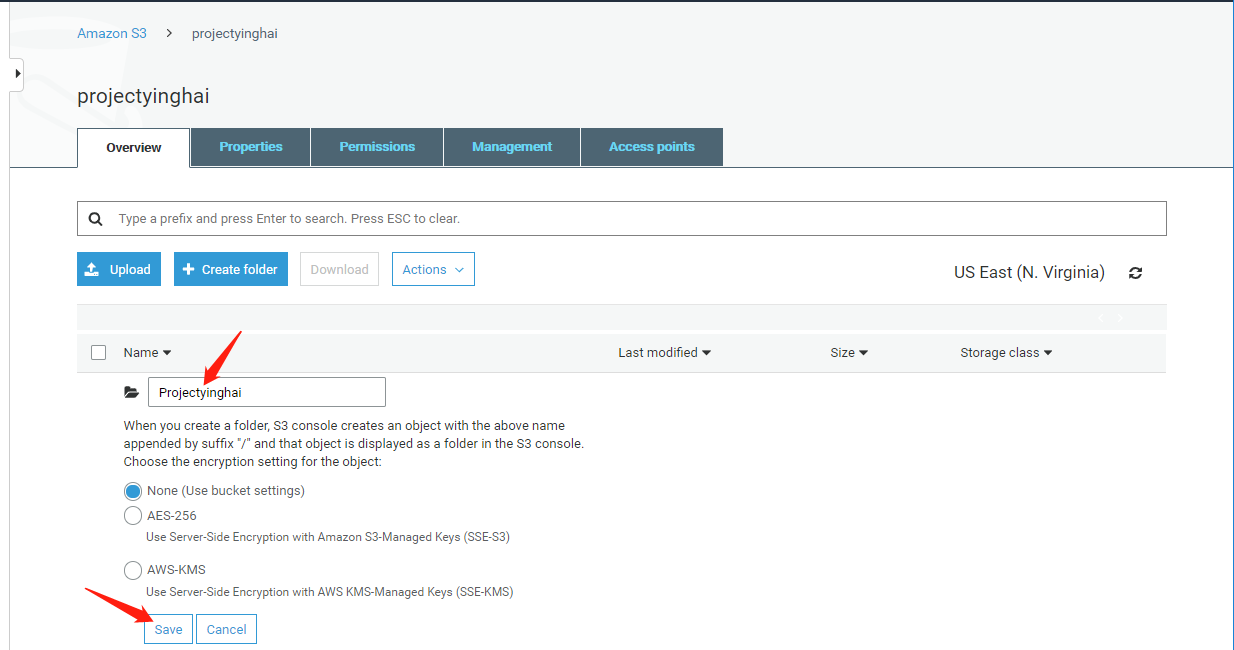 Amazon S3 > projectyinghai
projectyinghai
Overview Properties Permissions Management Access points
Type a prefix and press Enter to search. Press ESC to clear.
Upload + Create folder Download Actions US East (N. Virginia)
Name Last modified Size Storage class
Projectyinghai
When you create a folder, S3 console creates an object with the above name
appended by suffix "/" and that object is displayed as a folder in the S3 console.
Choose the encryption setting for the object:
None (Use bucket settings)
AES-256
Use Server-Side Encryption with Amazon S3-Managed Keys (SSE-S3)
AWS-KMS
Use Server-Side Encryption with AWS KMS-Managed Keys (SSE-KMS)
Save Cancel